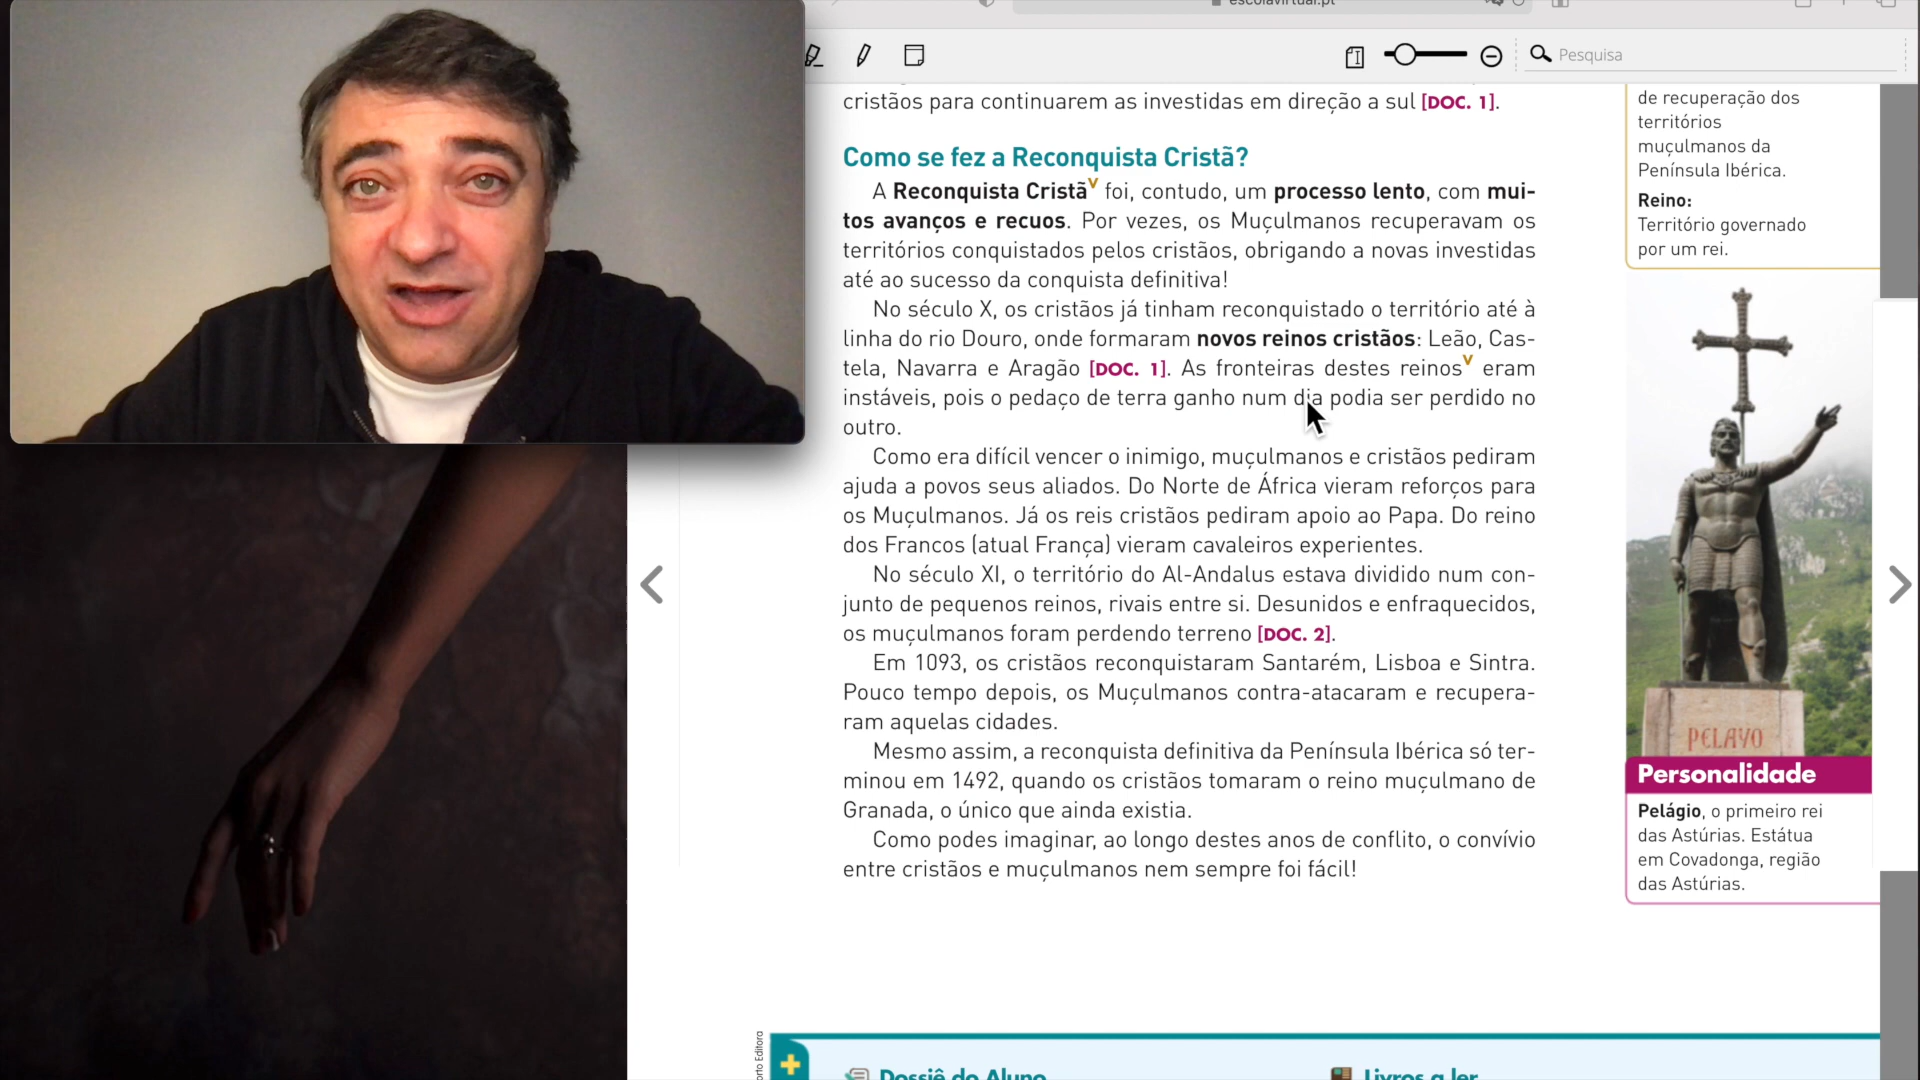 escolavirtual.pt
Pesquisa
cristãos para continuarem as investidas em direção a sul [DOC. 1].
Como se fez a Reconquista Cristã?
A Reconquista Cristãᵛ foi, contudo, um processo lento, com mui-
tos avanços e recuos. Por vezes, os Muçulmanos recuperavam os
territórios conquistados pelos cristãos, obrigando a novas investidas
até ao sucesso da conquista definitiva!
No século X, os cristãos já tinham reconquistado o território até à
linha do rio Douro, onde formaram novos reinos cristãos: Leão, Cas-
tela, Navarra e Aragão [DOC. 1]. As fronteiras destes reinosᵛ eram
instáveis, pois o pedaço de terra ganho num dia podia ser perdido no
outro.
Como era difícil vencer o inimigo, muçulmanos e cristãos pediram
ajuda a povos seus aliados. Do Norte de África vieram reforços para
os Muçulmanos. Já os reis cristãos pediram apoio ao Papa. Do reino
dos Francos (atual França) vieram cavaleiros experientes.
No século XI, o território do Al-Andalus estava dividido num con-
junto de pequenos reinos, rivais entre si. Desunidos e enfraquecidos,
os muçulmanos foram perdendo terreno [DOC. 2].
Em 1093, os cristãos reconquistaram Santarém, Lisboa e Sintra.
Pouco tempo depois, os Muçulmanos contra-atacaram e recupera-
ram aquelas cidades.
Mesmo assim, a reconquista definitiva da Península Ibérica só ter-
minou em 1492, quando os cristãos tomaram o reino muçulmano de
Granada, o único que ainda existia.
Como podes imaginar, ao longo destes anos de conflito, o convívio
entre cristãos e muçulmanos nem sempre foi fácil!
de recuperação dos
territórios
muçulmanos da
Península Ibérica.
Reino:
Território governado
por um rei.
PELAYO
Personalidade
Pelágio, o primeiro rei
das Astúrias. Estátua
em Covadonga, região
das Astúrias.
orto Editora
Dossiê do Aluno
Livros a ler